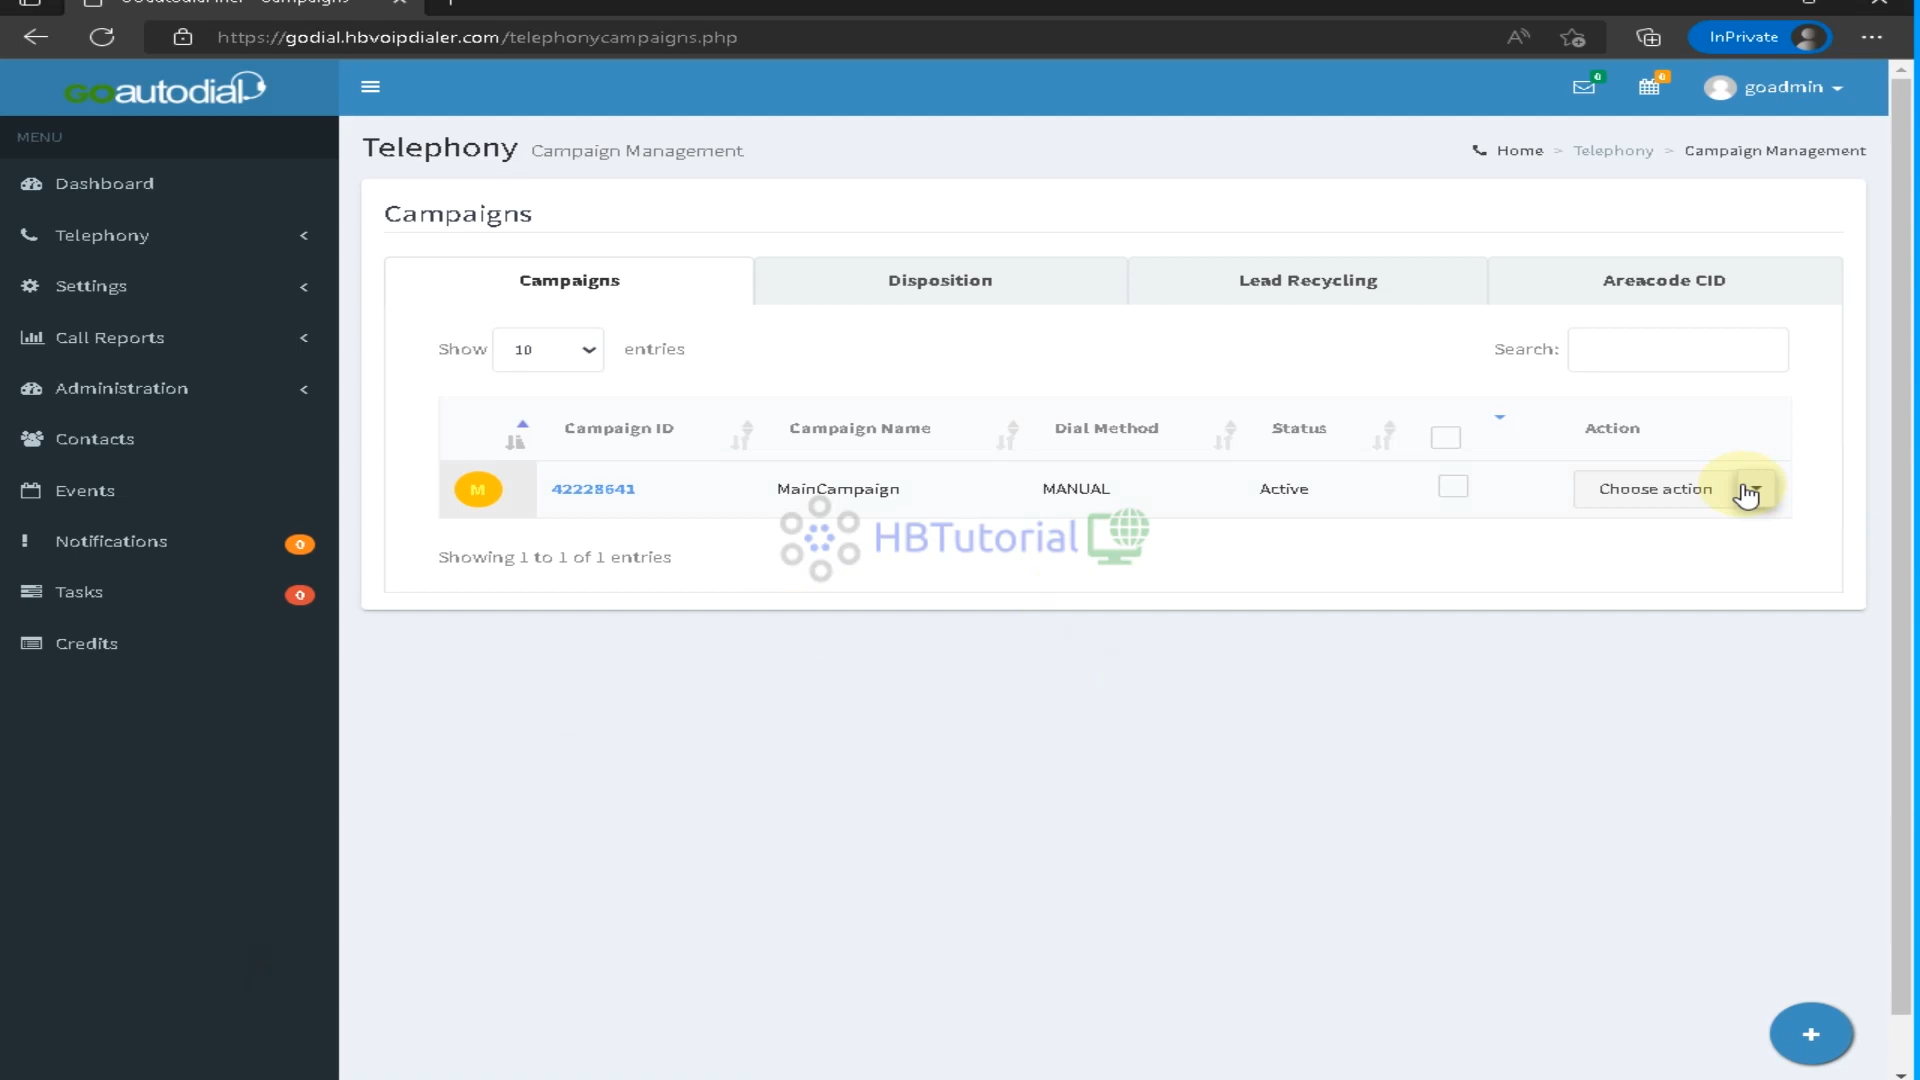 https://godial.hbvoipdialer.com/telephonycampaigns.php
InPrivate
GOautodial
0
0
goadmin
MENU
Dashboard
Telephony
Settings
Call Reports
Administration
Contacts
Events
Notifications 0
Tasks 0
Credits
Telephony Campaign Management
Home > Telephony > Campaign Management
Campaigns
Campaigns Disposition Lead Recycling Areacode CID
Show 10 entries
Search:
Campaign ID Campaign Name Dial Method Status Action
M 42228641 MainCampaign MANUAL Active Choose action
HBTutorial
Showing 1 to 1 of 1 entries